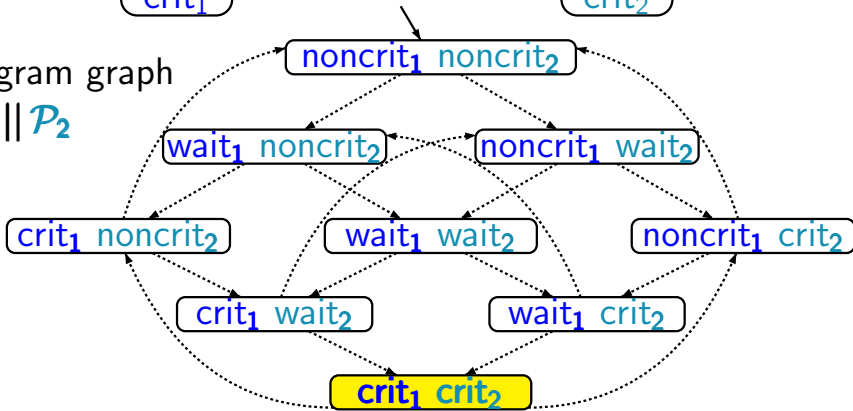 crit₁ crit₂
noncrit₁ noncrit₂
gram graph
|| P₂
wait₁ noncrit₂ noncrit₁ wait₂
crit₁ noncrit₂ wait₁ wait₂ noncrit₁ crit₂
crit₁ wait₂ wait₁ crit₂
crit₁ crit₂